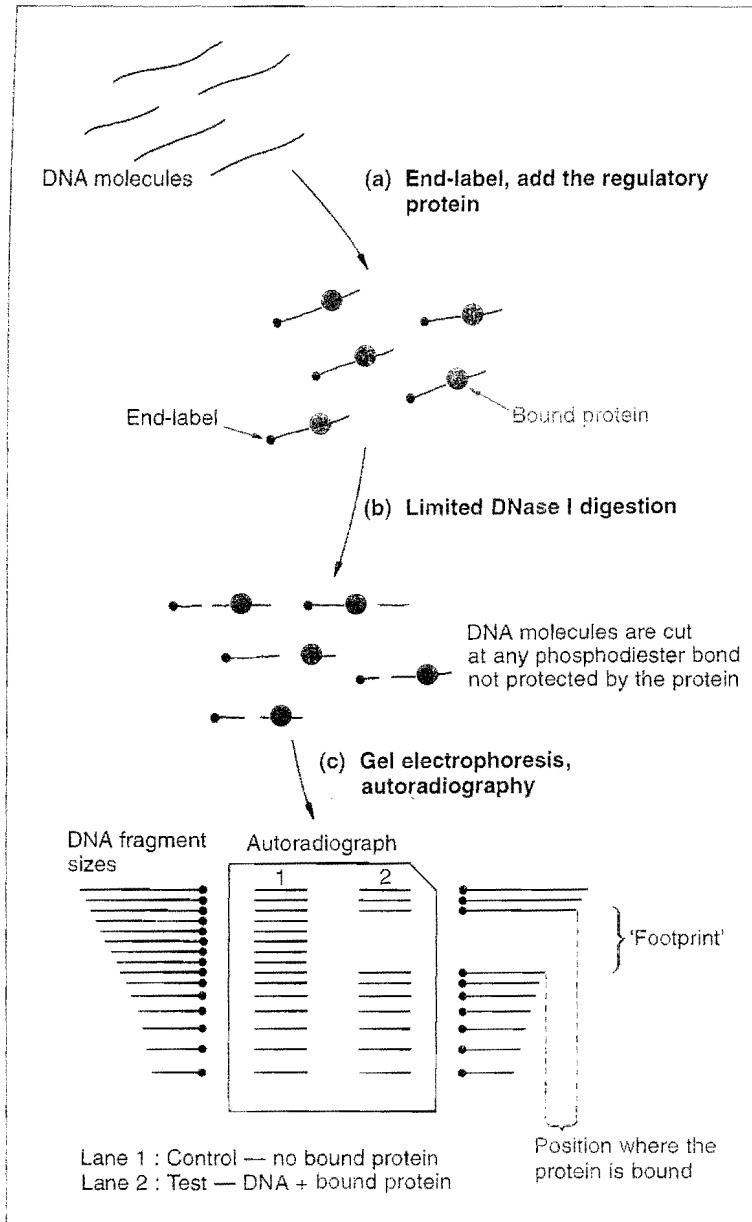 DNA molecules
(a) End-label, add the regulatory
protein
End-label
Bound protein
(b) Limited DNase I digestion
DNA molecules are cut
at any phosphodiester bond
not protected by the protein
(c) Gel electrophoresis,
autoradiography
DNA fragment
sizes
Autoradiograph
1 2
'Footprint'
Position where the
protein is bound
Lane 1 : Control — no bound protein
Lane 2 : Test — DNA + bound protein